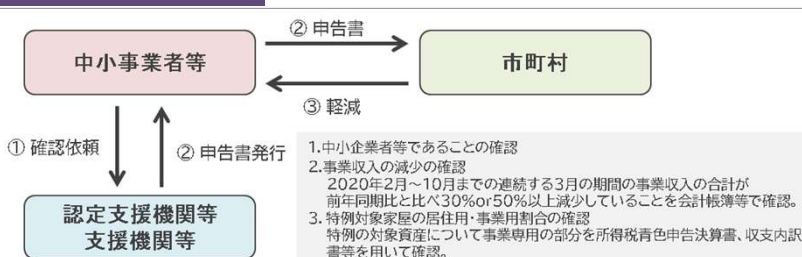 ② 申告書
中小事業者等
市町村
③ 軽減
① 確認依頼
② 申告書発行
認定支援機関等
支援機関等
1.中小企業者等であることの確認
2.事業収入の減少の確認
2020年2月～10月までの連続する3月の期間の事業収入の合計が
前年同期比と比べ30%or50%以上減少していることを会計帳簿等で確認。
3. 特例対象家屋の居住用・事業用割合の確認
特例の対象資産について事業専用の部分を所得税青色申告決算書、収支内訳
書等を用いて確認。